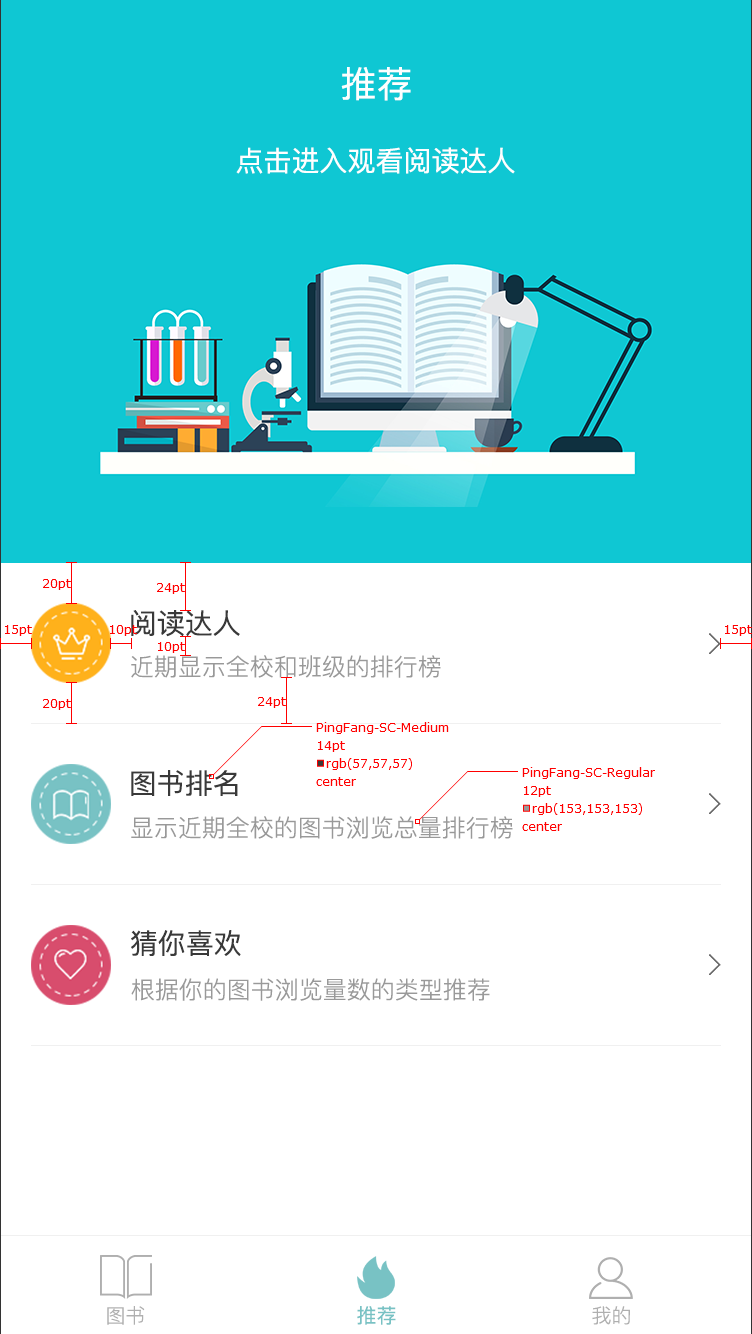 推荐
点击进入观看阅读达人
20pt
24pt
15pt
10pt
阅读达人
15pt
10pt
近期显示全校和班级的排行榜
20pt
24pt
PingFang-SC-Medium
14pt
rgb(57,57,57)
center
图书排名
PingFang-SC-Regular
12pt
rgb(153,153,153)
center
显示近期全校的图书浏览总量排行榜
猜你喜欢
根据你的图书浏览量数的类型推荐
图书
推荐
我的